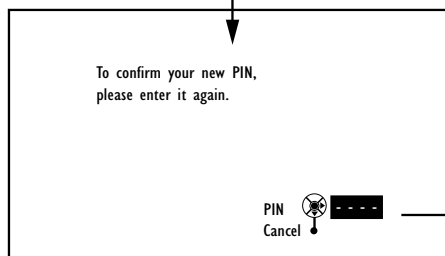 To confirm your new PIN,
please enter it again.
PIN - - - -
Cancel